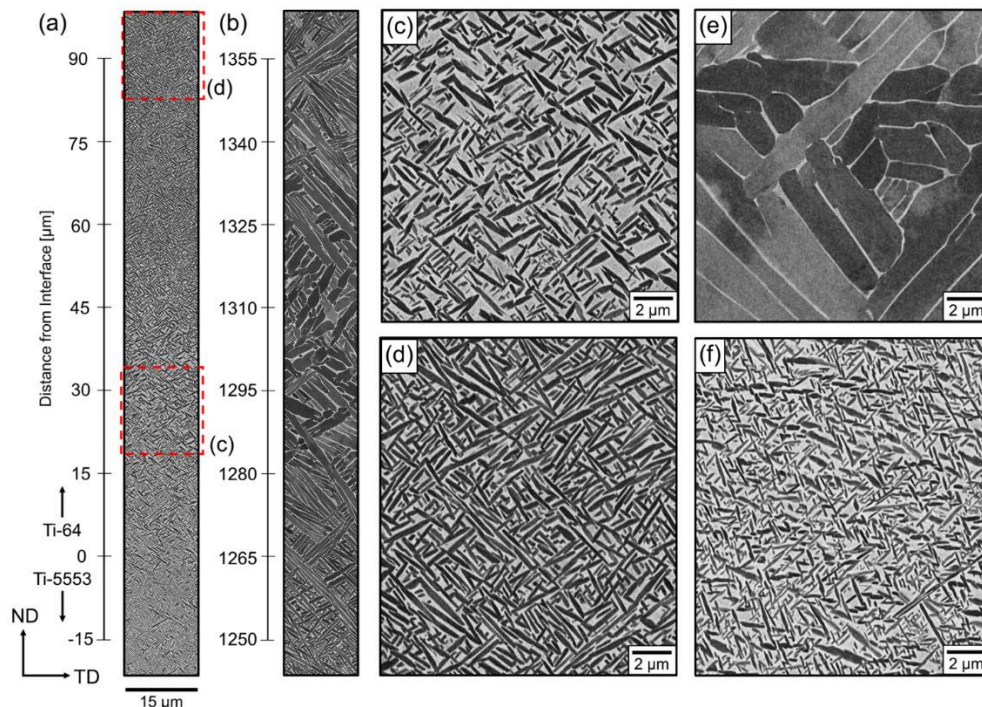 (a)
90
(d)
75
60
45
30
(c)
15
Ti-64
0
Ti-5553
-15
ND
TD
15 µm
Distance from Interface [µm]
(b)
1355
1340
1325
1310
1295
1280
1265
1250
(c)
2 µm
(e)
2 µm
(d)
2 µm
(f)
2 µm